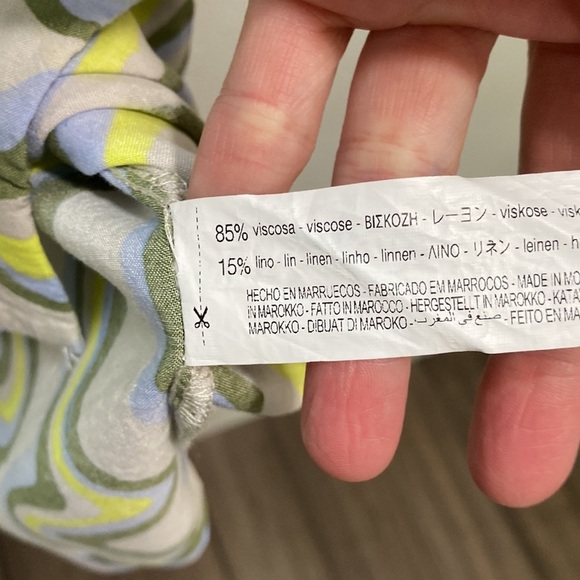 85% viscosa - viscose - ΒΙΣΚΟΖΗ - レーヨン - viskose - visk
15% lino - lin - linen - linho - linnen - ΛΙΝΟ - リネン - leinen - h
HECHO EN MARRUECOS - FABRICADO EM MARROCOS - MADE IN MO
IN MAROKKO - FATTO IN MAROCCO - HERGESTELLT IN MAROKKO - KATA
MAROKKO - DIBUAT DI MAROKO - صنع في المغرب - FEITO EN MA